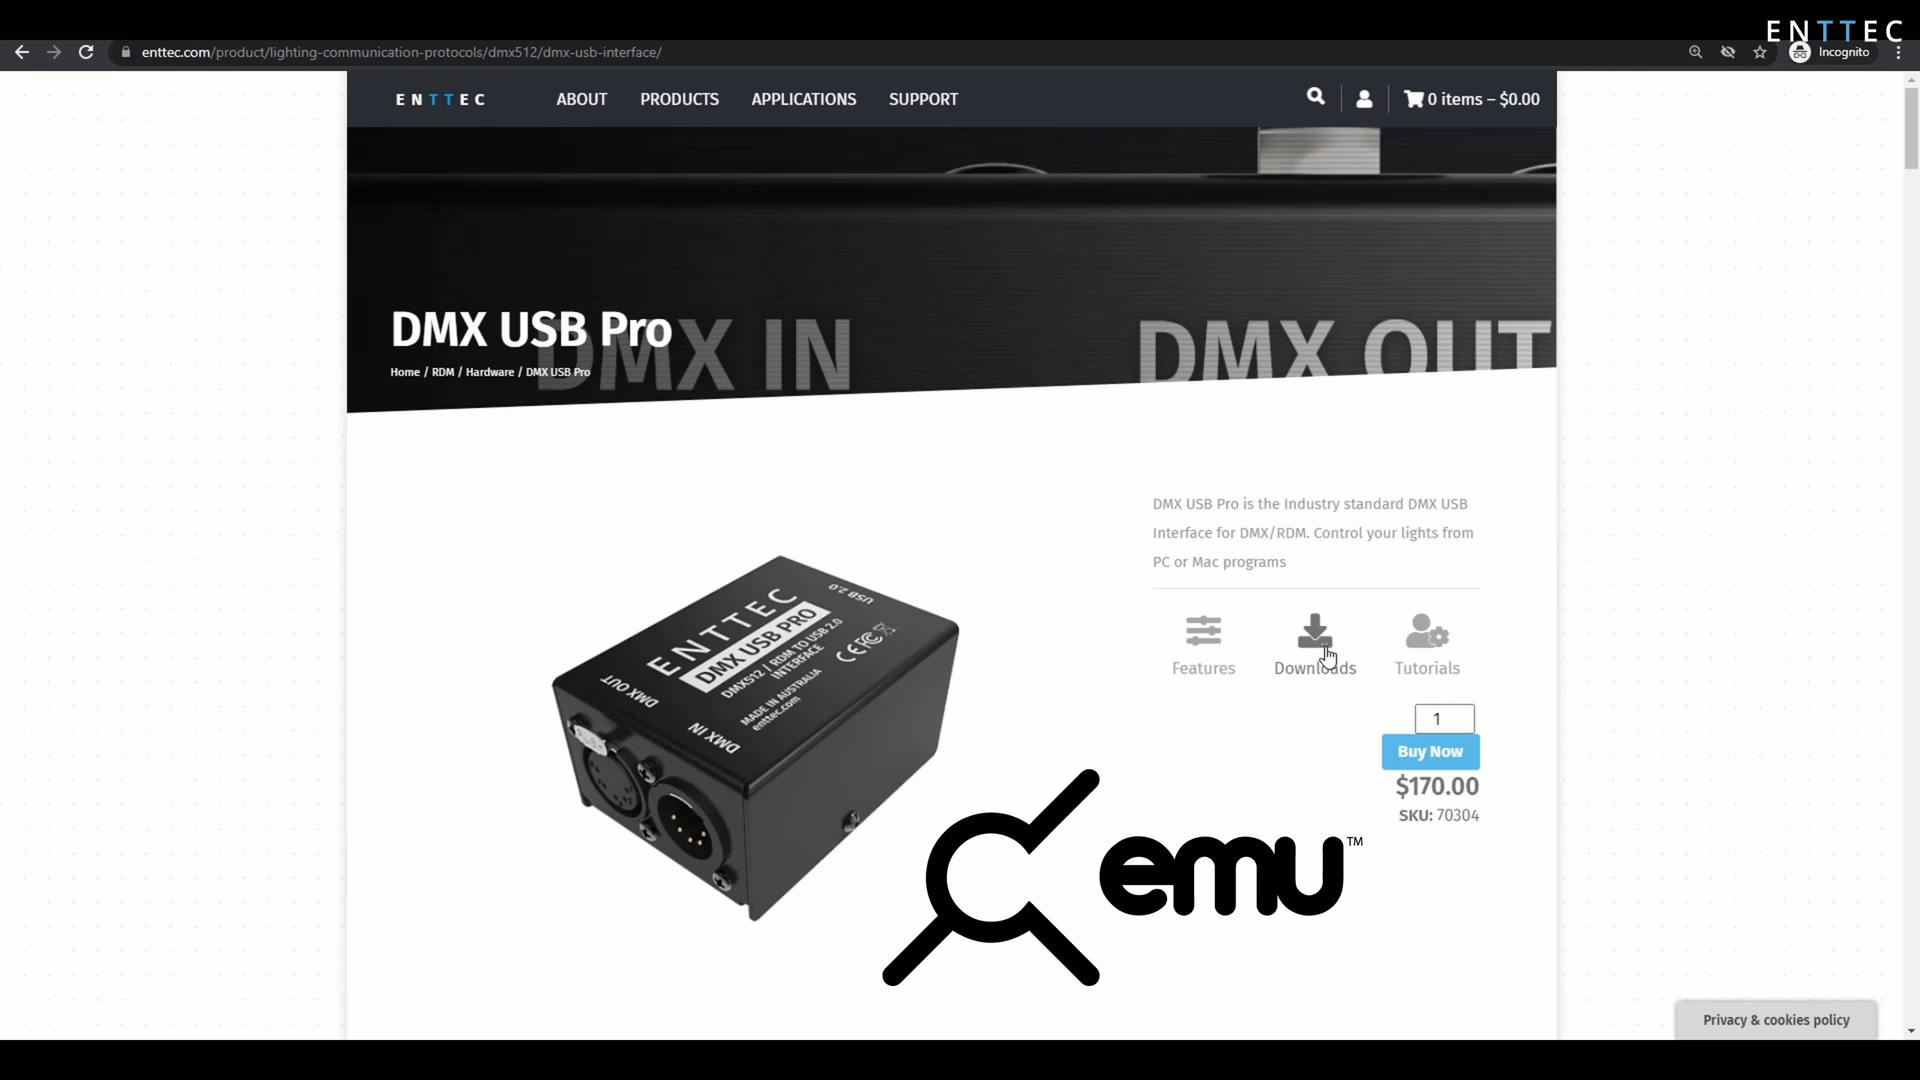 ENTTEC
enttec.com/product/lighting-communication-protocols/dmx512/dmx-usb-interface/
Incognito
ENTTEC
ABOUT
PRODUCTS
APPLICATIONS
SUPPORT
0 items – $0.00
DMX IN
DMX OUT
DMX USB Pro
Home / RDM / Hardware / DMX USB Pro
DMX USB Pro is the Industry standard DMX USB
Interface for DMX/RDM. Control your lights from
PC or Mac programs
Features
Downloads
Tutorials
1
Buy Now
$170.00
SKU: 70304
USB 2.0
ENTTEC
DMX USB PRO
DMX512 / RDM TO USB 2.0
INTERFACE
CE FC
MADE IN AUSTRALIA
enttec.com
DMX OUT
DMX IN
emu™
Privacy & cookies policy